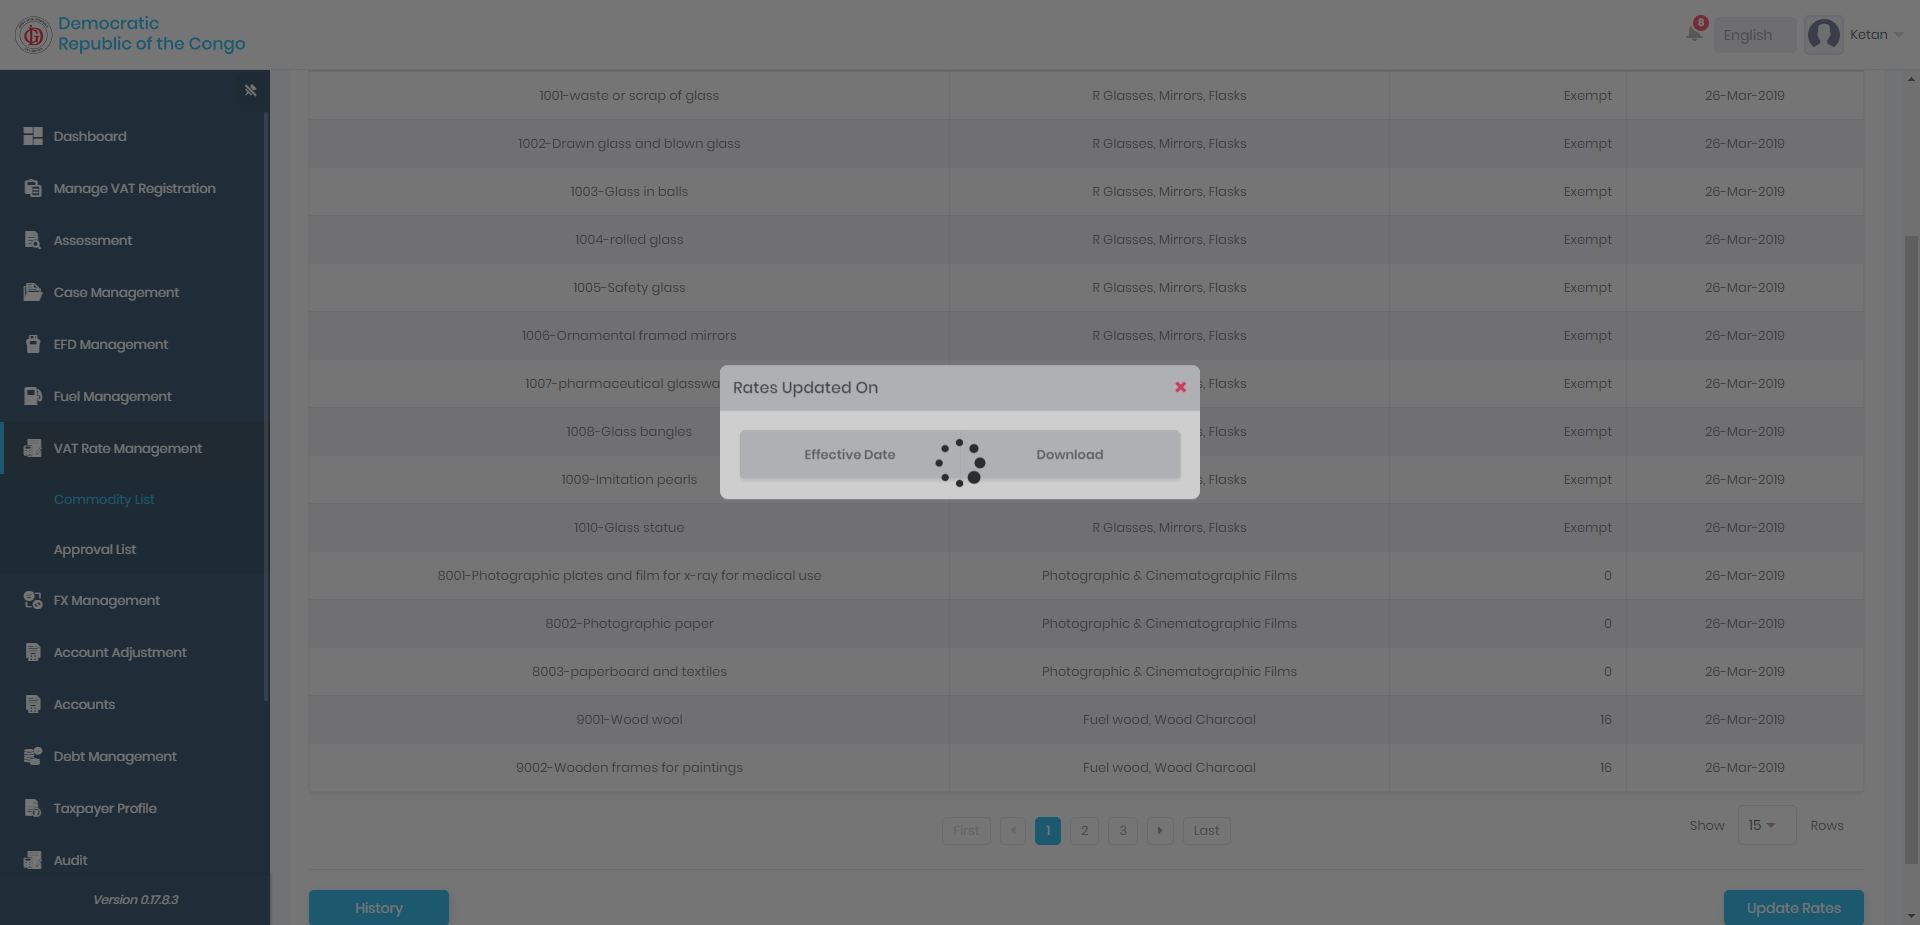 Democratic
Republic of the Congo
8
English
Ketan
Dashboard
Manage VAT Registration
Assessment
Case Management
EFD Management
Fuel Management
VAT Rate Management
Commodity List
Approval List
FX Management
Account Adjustment
Accounts
Debt Management
Taxpayer Profile
Audit
Version 0.17.8.3
1001-waste or scrap of glass R Glasses, Mirrors, Flasks Exempt 26-Mar-2019
1002-Drawn glass and blown glass R Glasses, Mirrors, Flasks Exempt 26-Mar-2019
1003-Glass in balls R Glasses, Mirrors, Flasks Exempt 26-Mar-2019
1004-rolled glass R Glasses, Mirrors, Flasks Exempt 26-Mar-2019
1005-Safety glass R Glasses, Mirrors, Flasks Exempt 26-Mar-2019
1006-Ornamental framed mirrors R Glasses, Mirrors, Flasks Exempt 26-Mar-2019
1007-pharmaceutical glasswa s, Flasks Exempt 26-Mar-2019
1008-Glass bangles s, Flasks Exempt 26-Mar-2019
1009-Imitation pearls s, Flasks Exempt 26-Mar-2019
1010-Glass statue R Glasses, Mirrors, Flasks Exempt 26-Mar-2019
8001-Photographic plates and film for x-ray for medical use Photographic & Cinematographic Films 0 26-Mar-2019
8002-Photographic paper Photographic & Cinematographic Films 0 26-Mar-2019
8003-paperboard and textiles Photographic & Cinematographic Films 0 26-Mar-2019
9001-Wood wool Fuel wood, Wood Charcoal 16 26-Mar-2019
9002-Wooden frames for paintings Fuel wood, Wood Charcoal 16 26-Mar-2019
Rates Updated On
Effective Date Download
First 1 2 3 Last
Show 15 Rows
History Update Rates